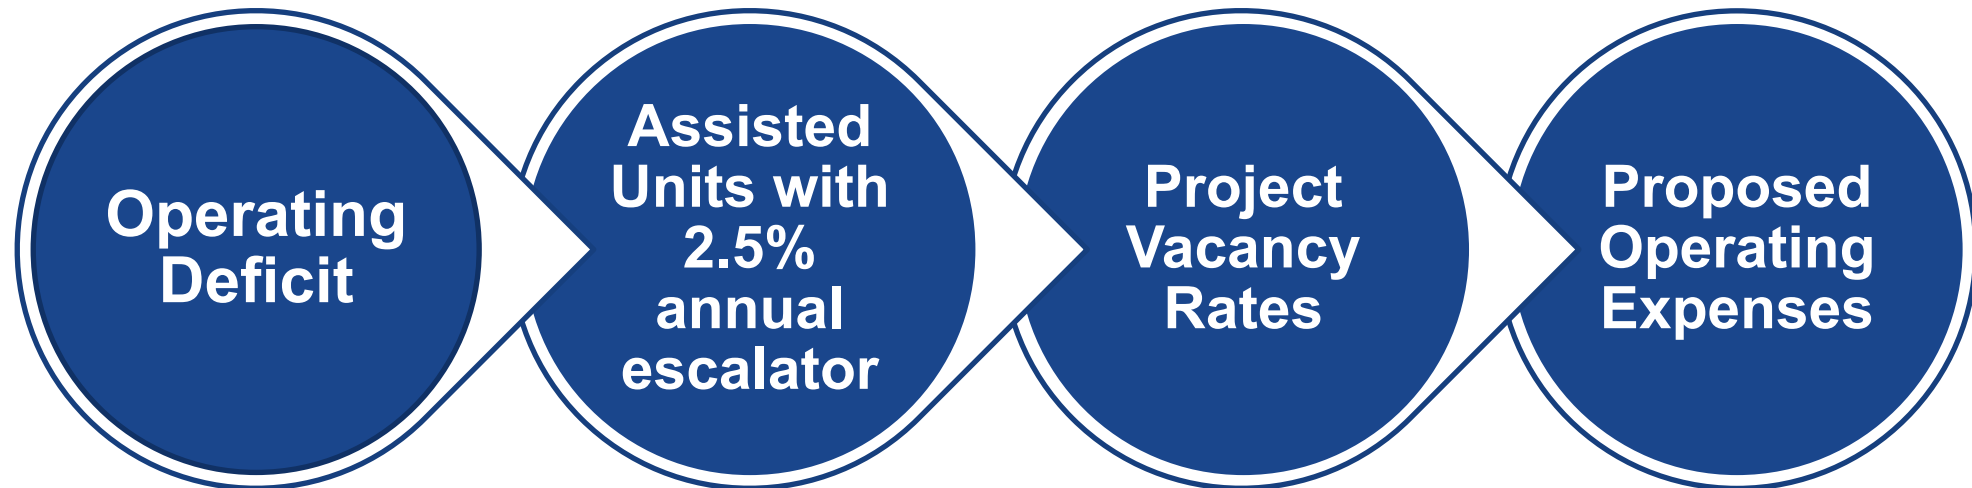 Operating
Deficit
Assisted
Units with
2.5%
annual
escalator
Project
Vacancy
Rates
Proposed
Operating
Expenses